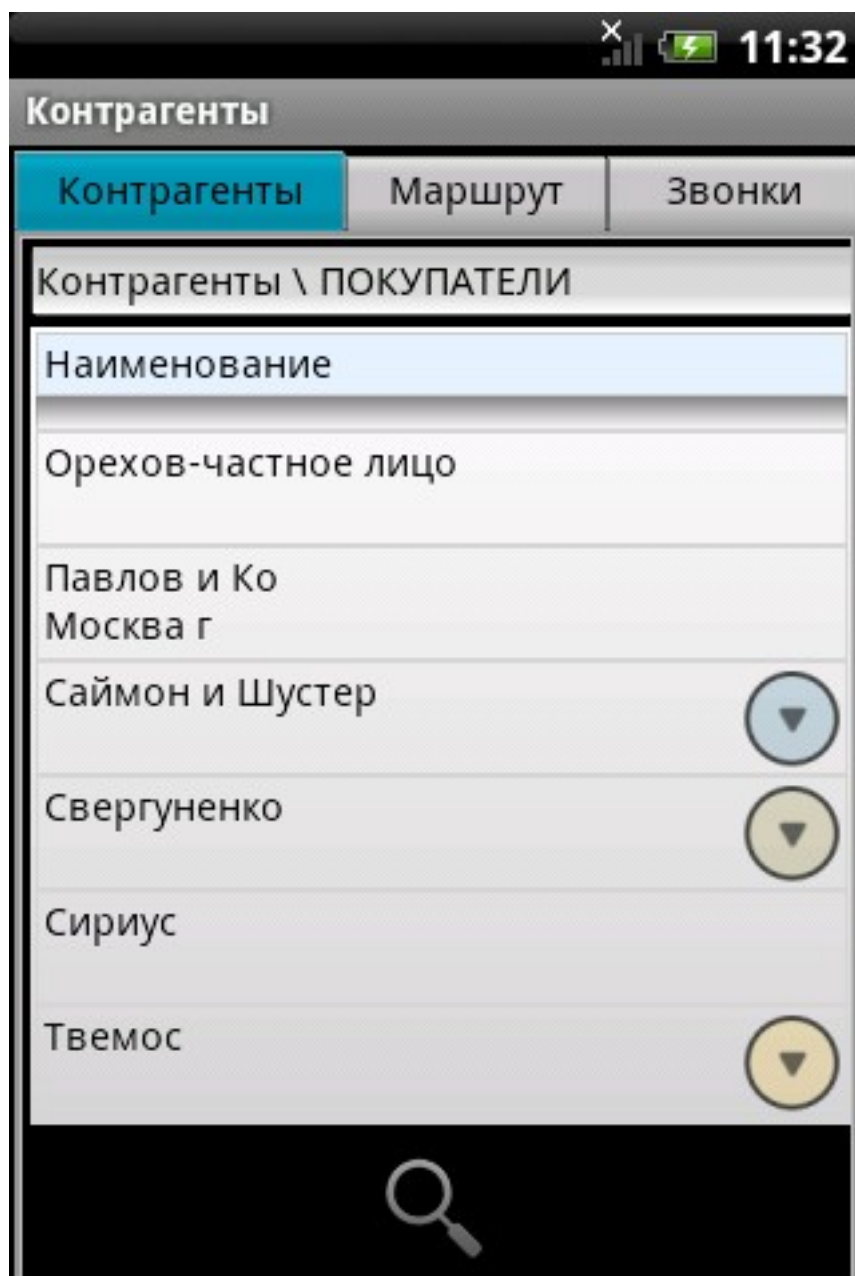 11:32
Контрагенты
Контрагенты Маршрут Звонки
Контрагенты \ ПОКУПАТЕЛИ
Наименование
Орехов-частное лицо
Павлов и Ко
Москва г
Саймон и Шустер
Свергуненко
Сириус
Твемос